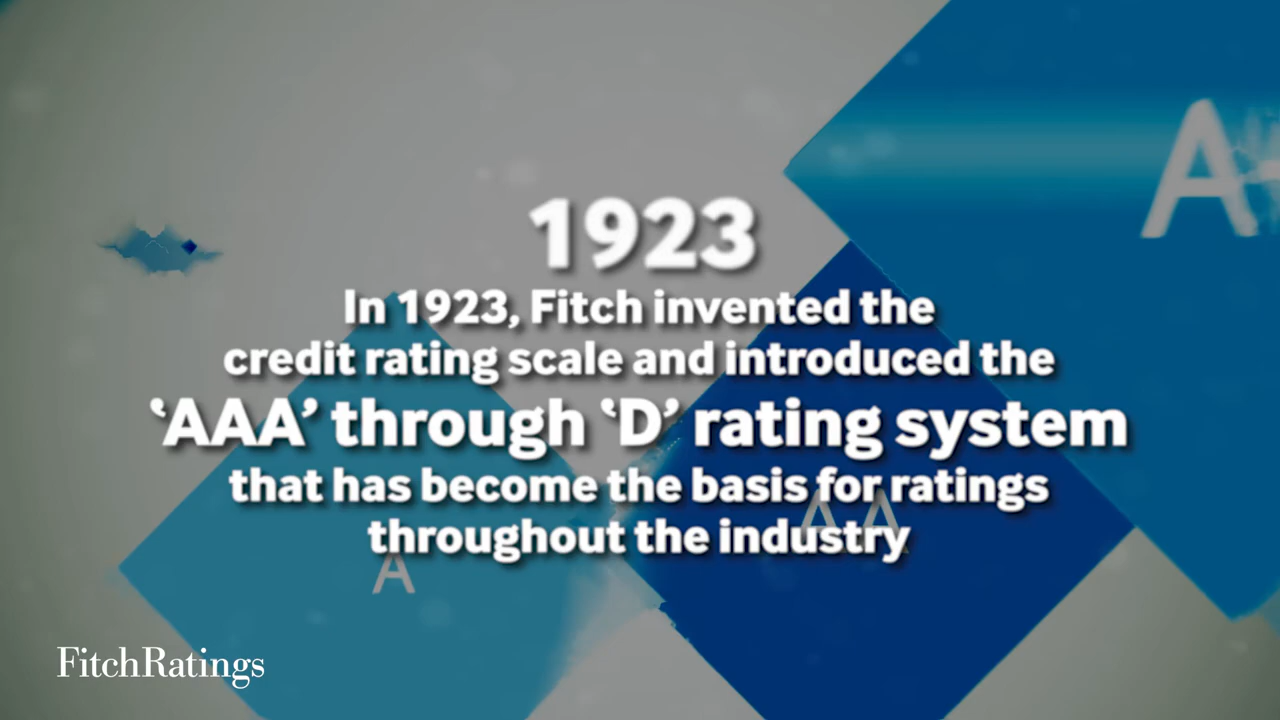 A
1923
In 1923, Fitch invented the
credit rating scale and introduced the
‘AAA’ through ‘D’ rating system
that has become the basis for ratings
throughout the industry
AA
A
FitchRatings